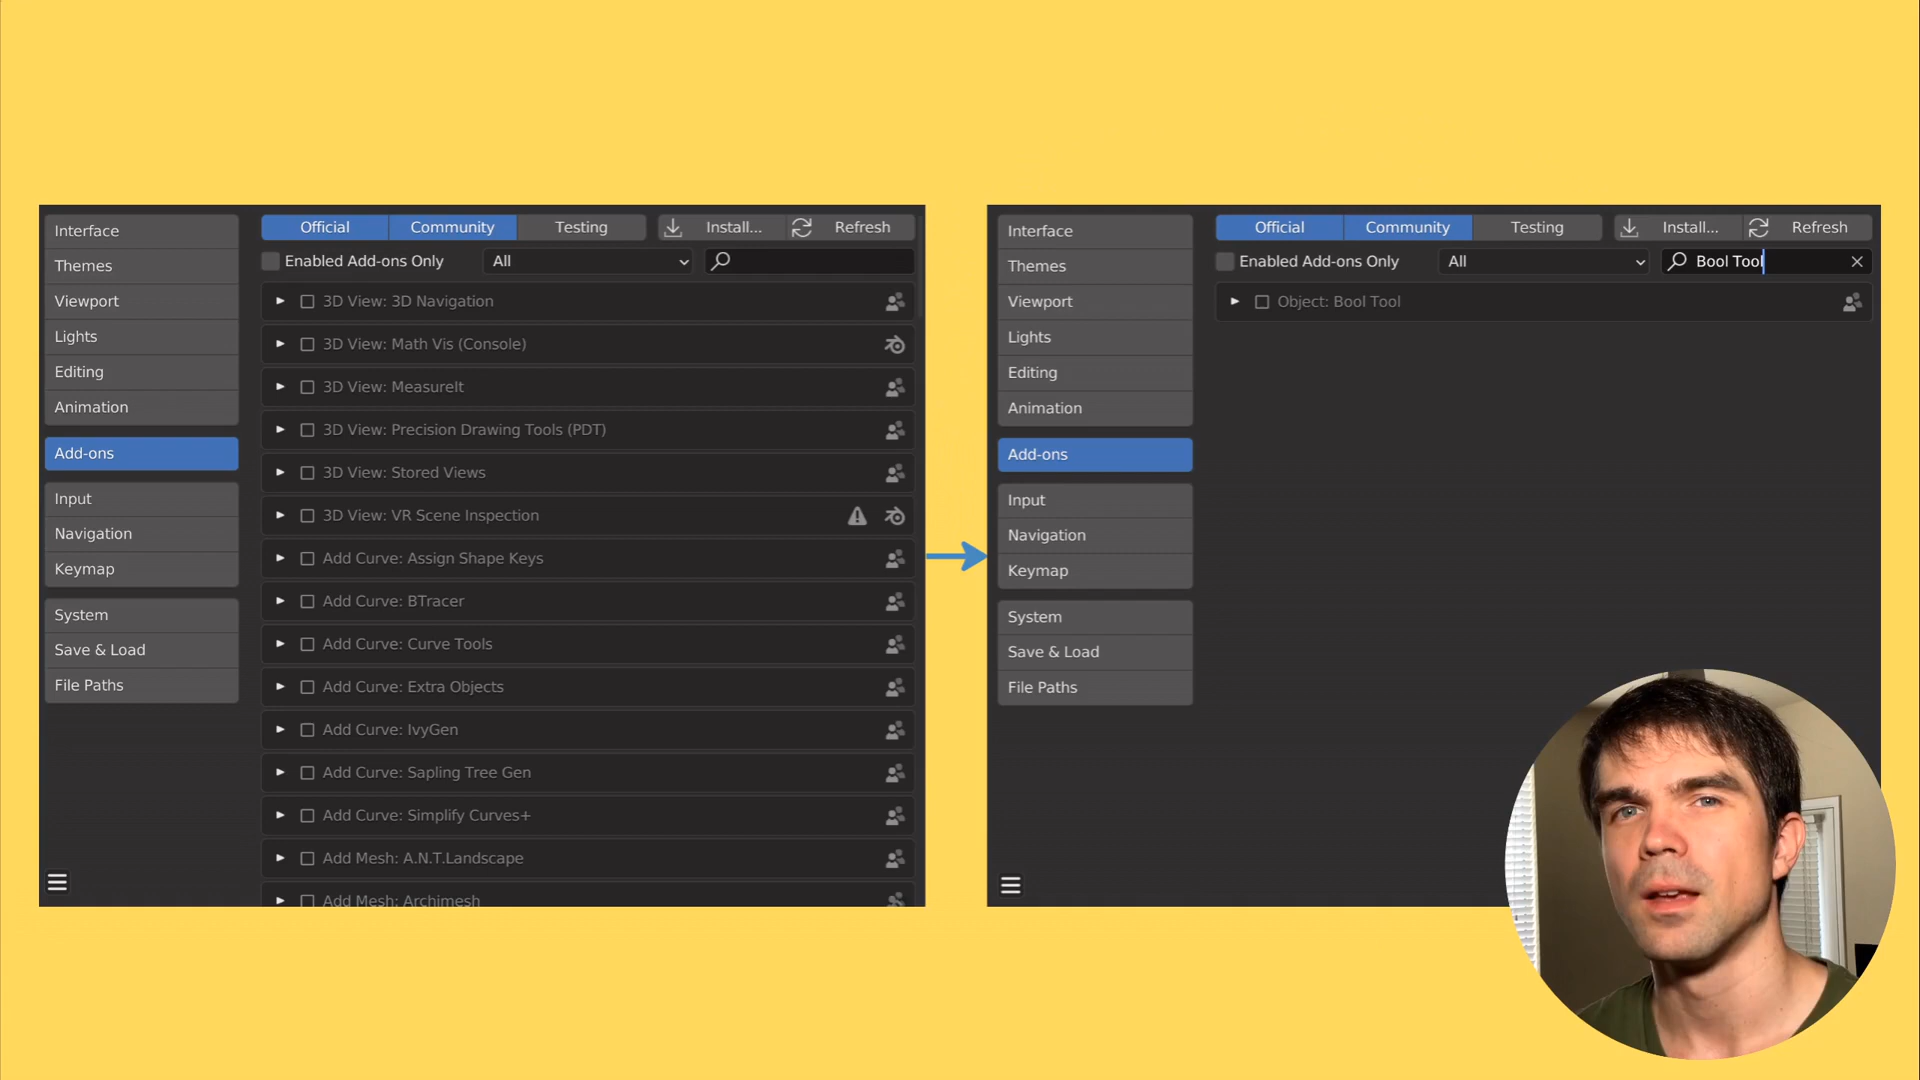 Interface
Themes
Viewport
Lights
Editing
Animation
Add-ons
Input
Navigation
Keymap
System
Save & Load
File Paths
Official Community Testing Install... Refresh
Enabled Add-ons Only All
3D View: 3D Navigation
3D View: Math Vis (Console)
3D View: MeasureIt
3D View: Precision Drawing Tools (PDT)
3D View: Stored Views
3D View: VR Scene Inspection
Add Curve: Assign Shape Keys
Add Curve: BTracer
Add Curve: Curve Tools
Add Curve: Extra Objects
Add Curve: IvyGen
Add Curve: Sapling Tree Gen
Add Curve: Simplify Curves+
Add Mesh: A.N.T.Landscape
Add Mesh: Archimesh
Interface
Themes
Viewport
Lights
Editing
Animation
Add-ons
Input
Navigation
Keymap
System
Save & Load
File Paths
Official Community Testing Install... Refresh
Enabled Add-ons Only All Bool Tool
Object: Bool Tool